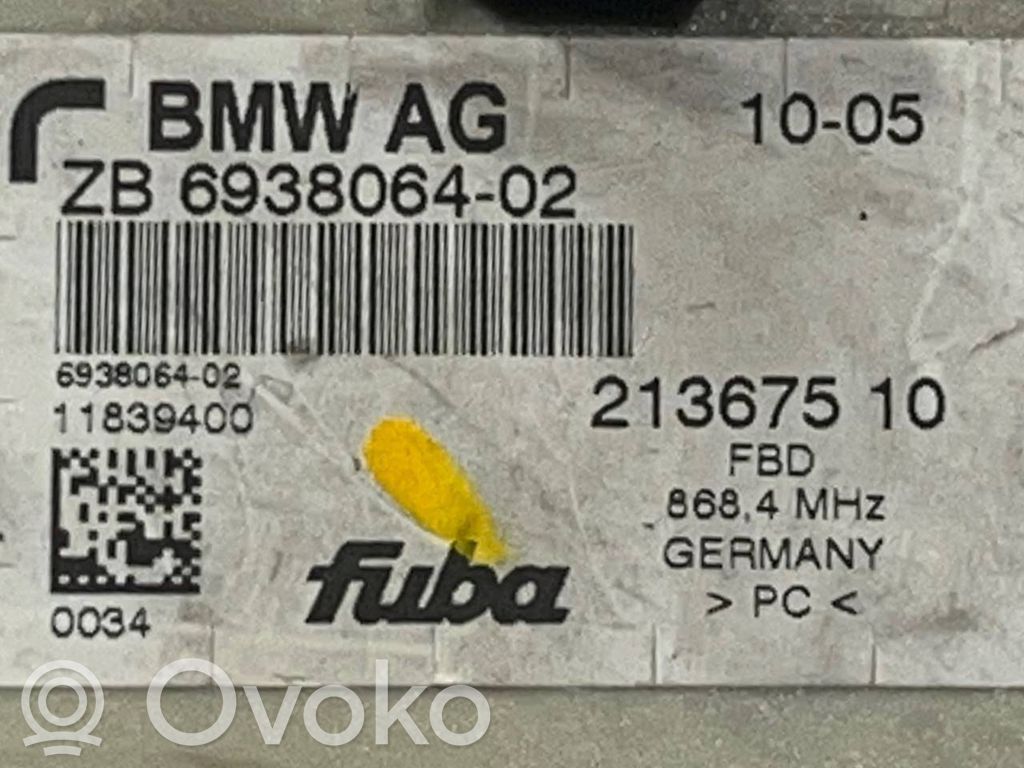 BMW AG
10-05
ZB 6938064-02
6938064-02
11839400
213675 10
FBD
868,4 MHz
GERMANY
> PC <
fuba
0034
Ovoko